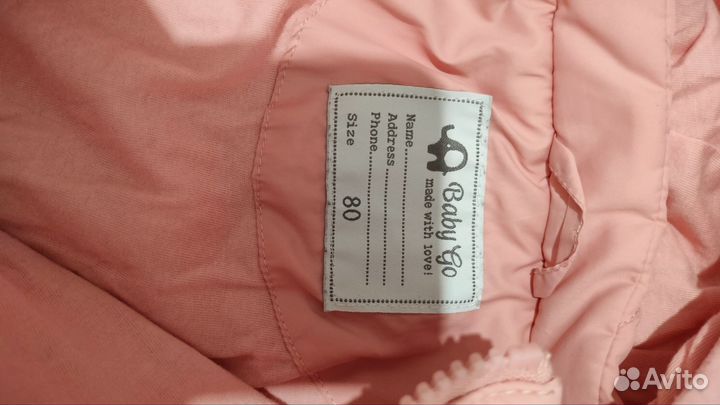 Baby Go
made with love!
Name..............
Address..............
Phone..............
Size 80
Avito